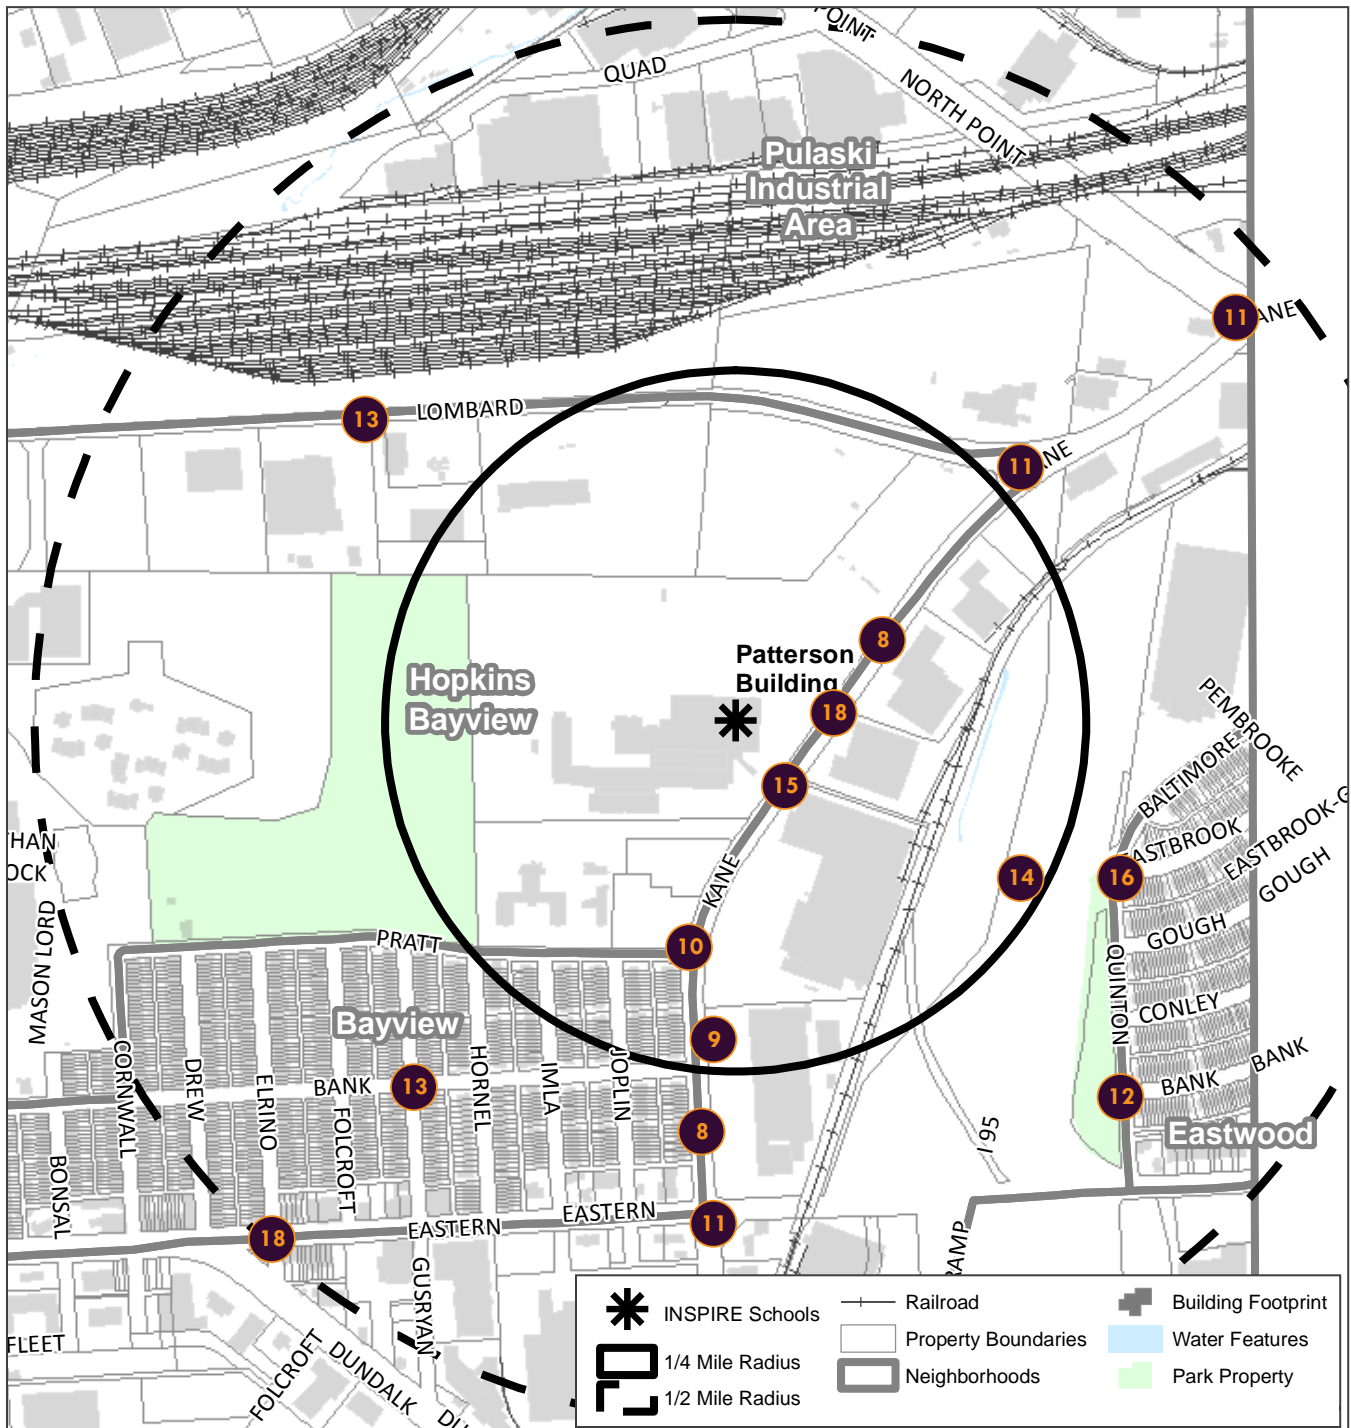 POINT
QUAD
NORTH POINT
Pulaski
Industrial
Area
11
ANE
13
LOMBARD
11
NE
8
Patterson
Building
Hopkins
Bayview
18
15
PEMBROOKE
BALTIMORE
EASTBROOK-G
ASTBROOK
GOUGH
THAN
OCK
KANE
14
16
MASON LORD
PRATT
10
GOUGH
QUINTON
CONLEY
Bayview
9
BANK
CORNWALL
DREW
ELRINO
BANK
FOLCROFT
13
HORNEL
IMLA
JOPLIN
12
BANK
8
Eastwood
I 95
BONSAL
18
EASTERN
EASTERN
11
RAMP
GUSRYAN
FLEET
FOLCROFT
DUNDALK
DU
INSPIRE Schools
1/4 Mile Radius
1/2 Mile Radius
Railroad
Property Boundaries
Neighborhoods
Building Footprint
Water Features
Park Property